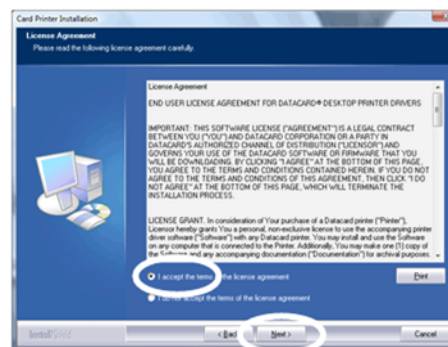 Card Printer Installation
License Agreement
Please read the following license agreement carefully.
License Agreement
END USER LICENSE AGREEMENT FOR DATACARD® DESKTOP PRINTER DRIVERS
IMPORTANT: THIS SOFTWARE LICENSE ("AGREEMENT") IS A LEGAL CONTRACT
BETWEEN YOU ("YOU") AND DATACARD CORPORATION OR A PARTY IN
DATACARD'S AUTHORIZED CHANNEL OF DISTRIBUTION ("LICENSOR") AND
GOVERNS YOUR USE OF THE DATACARD SOFTWARE OR FIRMWARE THAT YOU
WILL BE DOWNLOADING. BY CLICKING "I AGREE" AT THE BOTTOM OF THIS PAGE,
YOU AGREE TO THE TERMS AND CONDITIONS CONTAINED HEREIN. IF YOU DO NOT
AGREE TO THE TERMS AND CONDITIONS OF THIS AGREEMENT, THEN CLICK "I DO
NOT AGREE" AT THE BOTTOM OF THIS PAGE, WHICH WILL TERMINATE THE
INSTALLATION PROCESS.
LICENSE GRANT. In consideration of Your purchase of a Datacard printer ("Printer"),
Licensor hereby grants You a personal, non-exclusive license to use the accompanying printer
driver software ("Software") with any Datacard printer. You may install and use the Software
on any computer that is connected to the Printer. Additionally, You may make one (1) copy of
the Software and any accompanying documentation ("Documentation") for archival purposes.
I accept the terms of the license agreement
Print
I do not accept the terms of the license agreement
InstallShield
< Back
Next >
Cancel